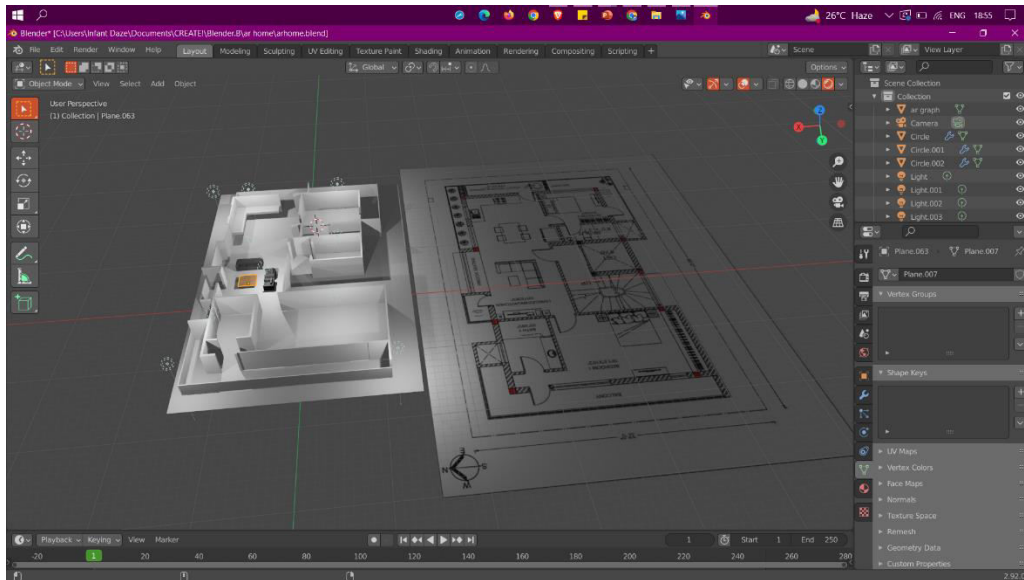 26°C Haze ENG 18:55
Blender* [C:\Users\Infant Daze\Documents\CREATE!\Blender.B\ar home\arhome.blend]
File Edit Render Window Help Layout Modeling Sculpting UV Editing Texture Paint Shading Animation Rendering Compositing Scripting + Scene View Layer
Global Options
Object Mode View Select Add Object
User Perspective
(1) Collection | Plane.063
Scene Collection
Collection
ar graph
Camera
Circle
Circle.001
Circle.002
Light
Light.001
Light.002
Light.003
Plane.063 Plane.007
Plane.007
Vertex Groups
Shape Keys
UV Maps
Vertex Colors
Face Maps
Normals
Texture Space
Remesh
Geometry Data
Custom Properties
Z
X
Y
N
S
W
Playback Keying View Marker 1 Start 1 End 250
-20 1 20 40 60 80 100 120 140 160 180 200 220 240 260 280